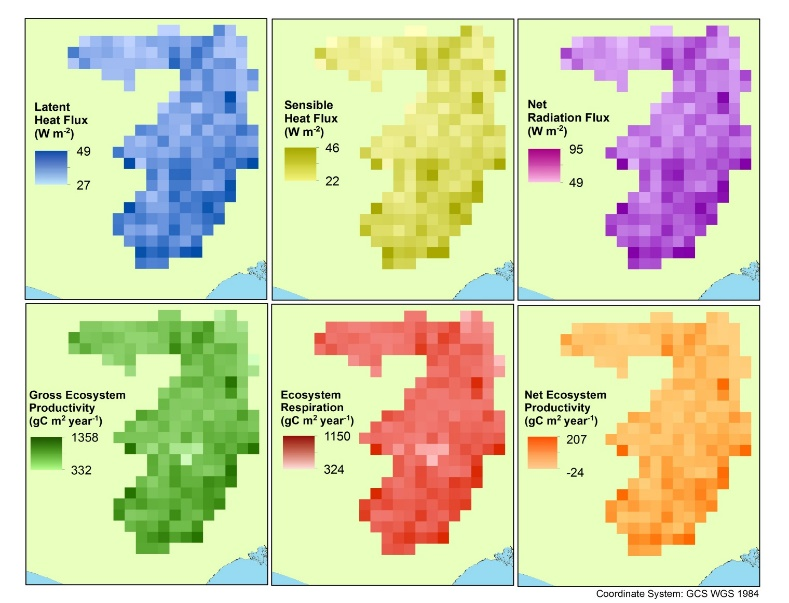 Latent
Heat Flux
(W m-2)
49
27
Sensible
Heat Flux
(W m-2)
46
22
Net
Radiation Flux
(W m-2)
95
49
Gross Ecosystem
Productivity
(gC m2 year-1)
1358
332
Ecosystem
Respiration
(gC m2 year-1)
1150
324
Net Ecosystem
Productivity
(gC m2 year-1)
207
-24
Coordinate System: GCS WGS 1984